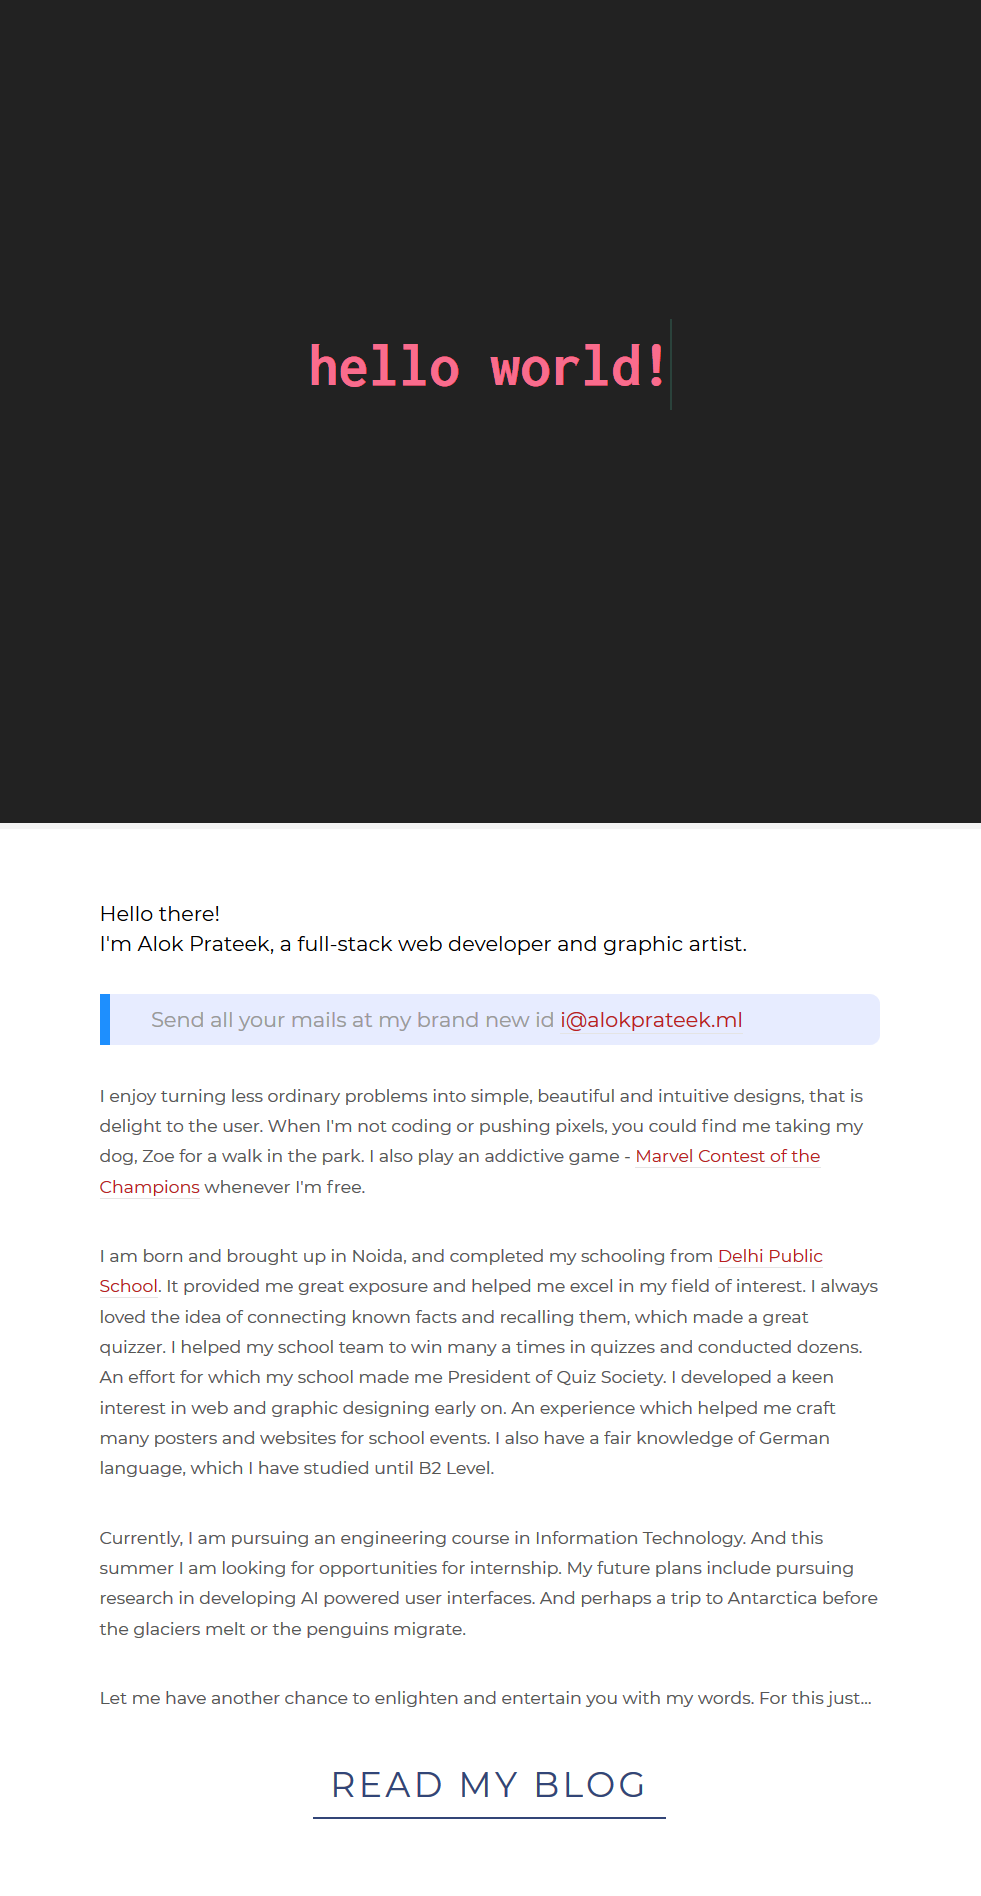 hello world!
Hello there!
I'm Alok Prateek, a full-stack web developer and graphic artist.
Send all your mails at my brand new id i@alokprateek.ml
I enjoy turning less ordinary problems into simple, beautiful and intuitive designs, that is
delight to the user. When I'm not coding or pushing pixels, you could find me taking my
dog, Zoe for a walk in the park. I also play an addictive game - Marvel Contest of the
Champions whenever I'm free.
I am born and brought up in Noida, and completed my schooling from Delhi Public
School. It provided me great exposure and helped me excel in my field of interest. I always
loved the idea of connecting known facts and recalling them, which made a great
quizzer. I helped my school team to win many a times in quizzes and conducted dozens.
An effort for which my school made me President of Quiz Society. I developed a keen
interest in web and graphic designing early on. An experience which helped me craft
many posters and websites for school events. I also have a fair knowledge of German
language, which I have studied until B2 Level.
Currently, I am pursuing an engineering course in Information Technology. And this
summer I am looking for opportunities for internship. My future plans include pursuing
research in developing AI powered user interfaces. And perhaps a trip to Antarctica before
the glaciers melt or the penguins migrate.
Let me have another chance to enlighten and entertain you with my words. For this just...
READ MY BLOG